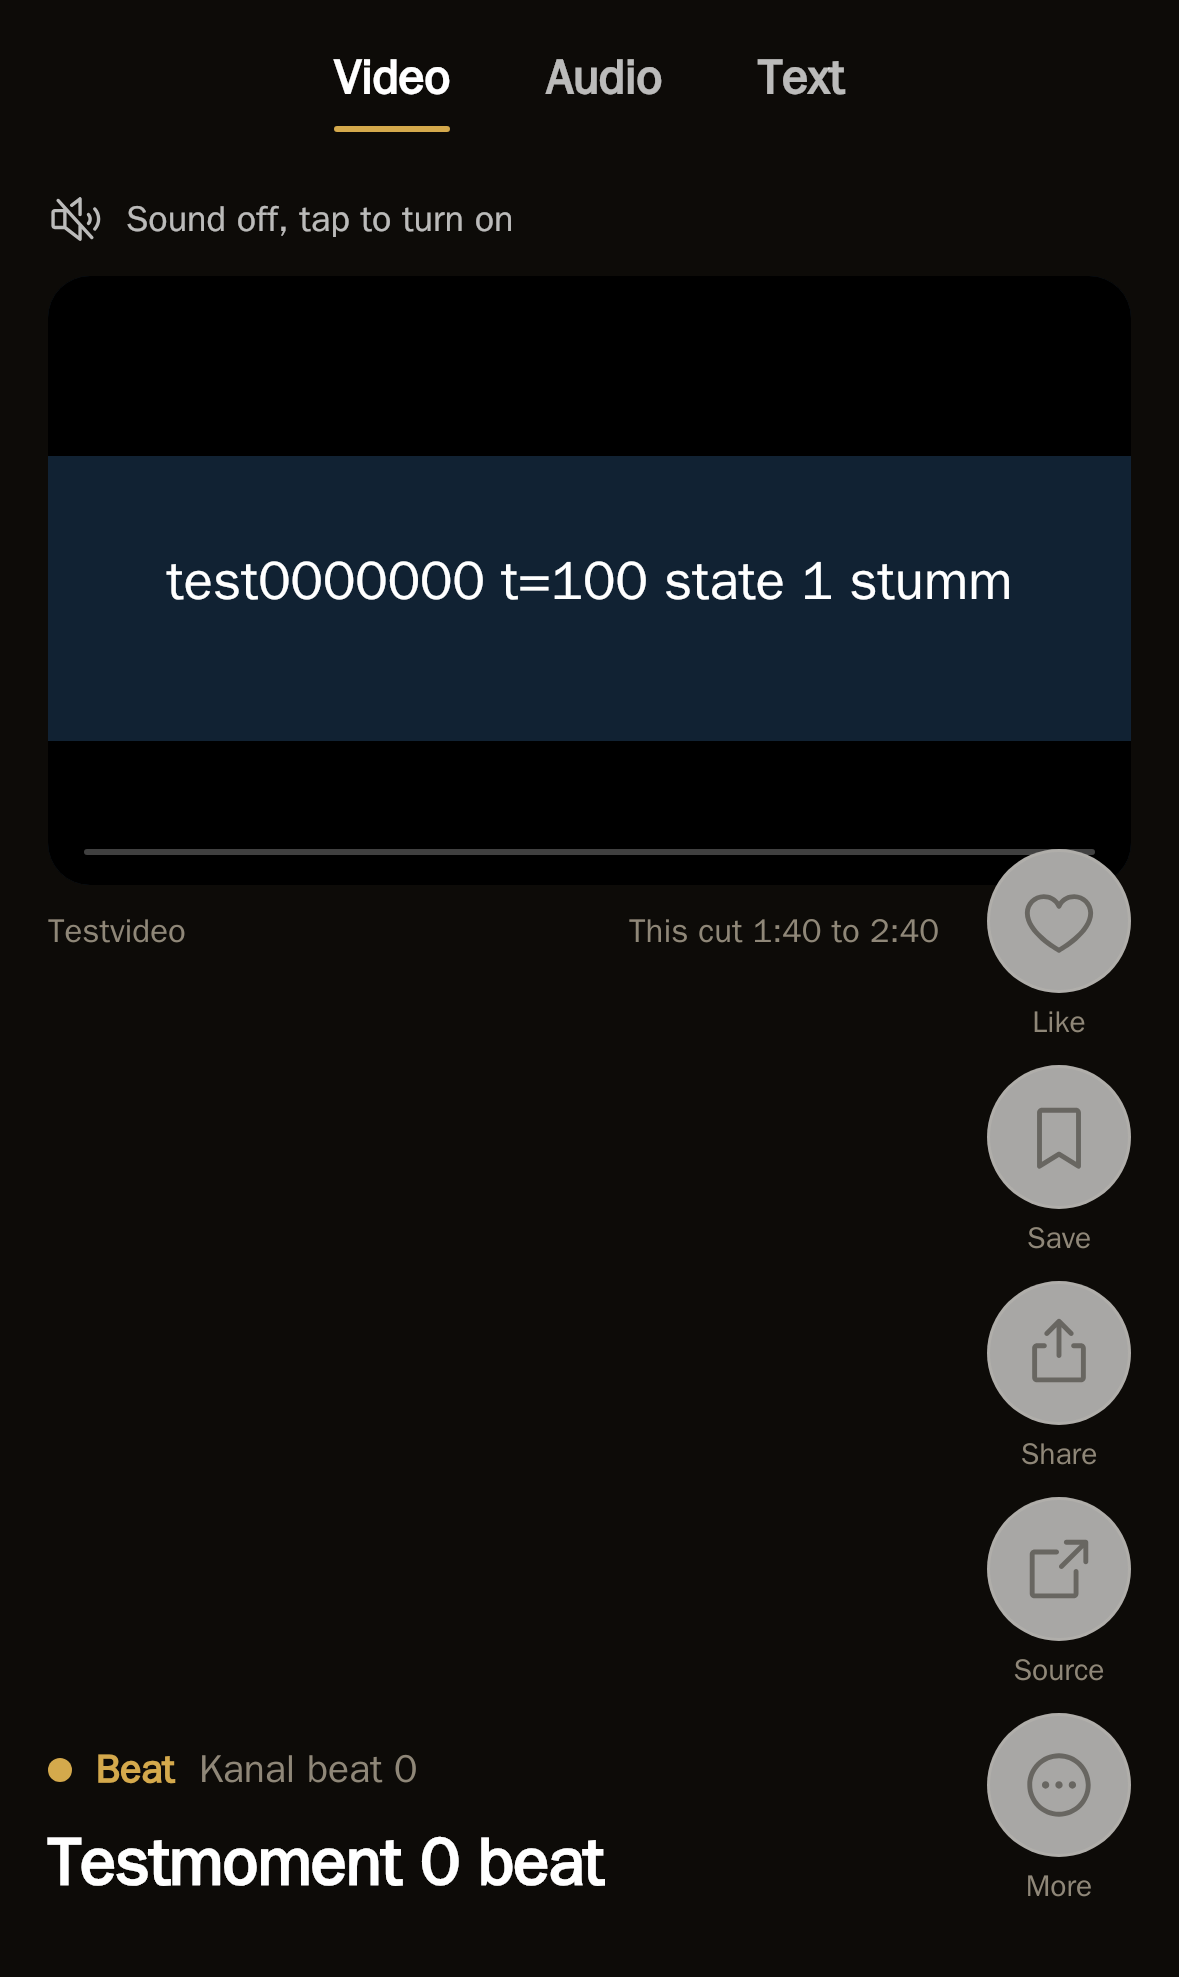 Video Audio Text
Sound off, tap to turn on
test0000000 t=100 state 1 stumm
Testvideo This cut 1:40 to 2:40
Like
Save
Share
Source
Beat Kanal beat 0
Testmoment 0 beat
More